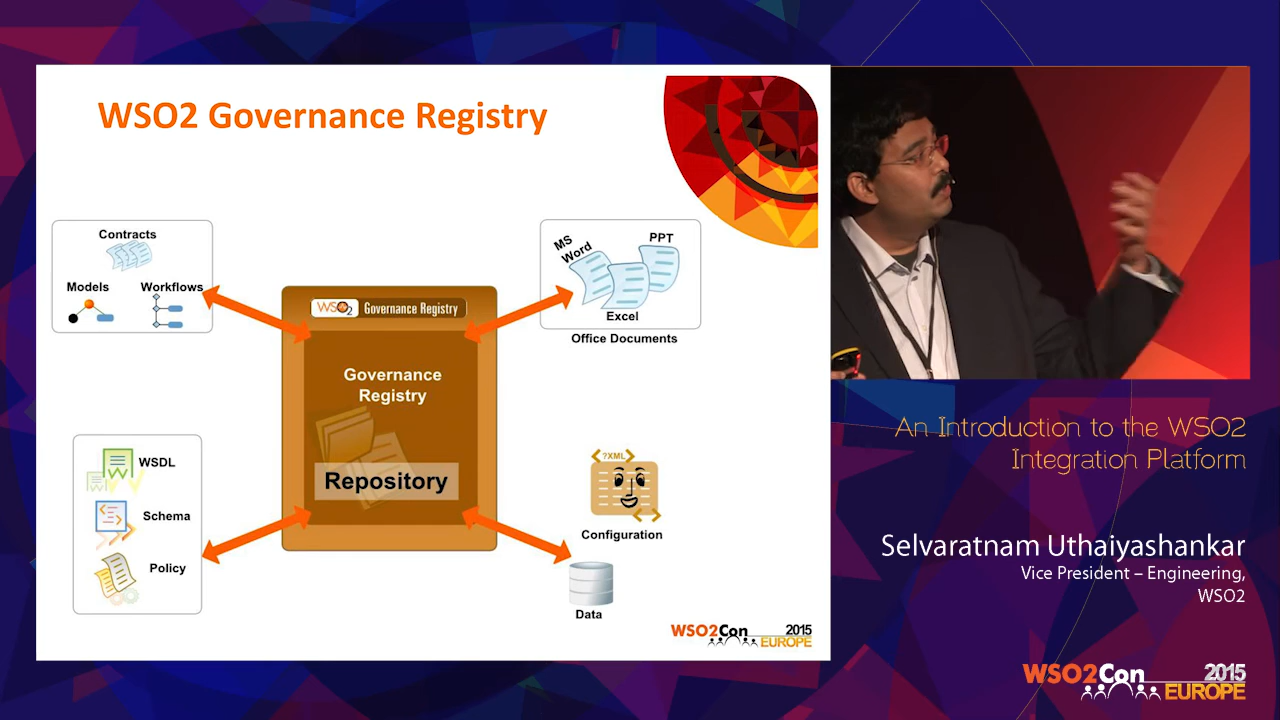 WSO2 Governance Registry
Contracts
Models
Workflows
MS
Word
PPT
Excel
Office Documents
WSO2 Governance Registry
Governance
Registry
Repository
WSDL
Schema
Policy
?XML
Configuration
Data
WSO2Con 2015
EUROPE
An Introduction to the WSO2
Integration Platform
Selvaratnam Uthaiyashankar
Vice President – Engineering,
WSO2
WSO2Con 2015
EUROPE